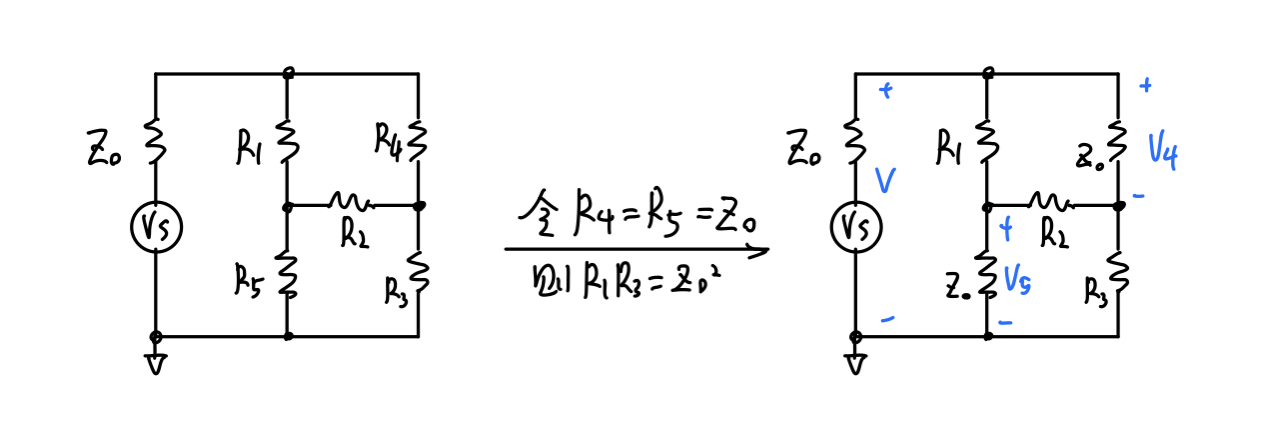 Z₀
Vs
R₁
R₄
R₂
R₅
R₃
令 R₄=R₅=Z₀
则 R₁R₃=Z₀²
Z₀
Vs
+
V
-
R₁
Z₀
+
V₄
-
R₂
+
Z₀
V₅
-
R₃